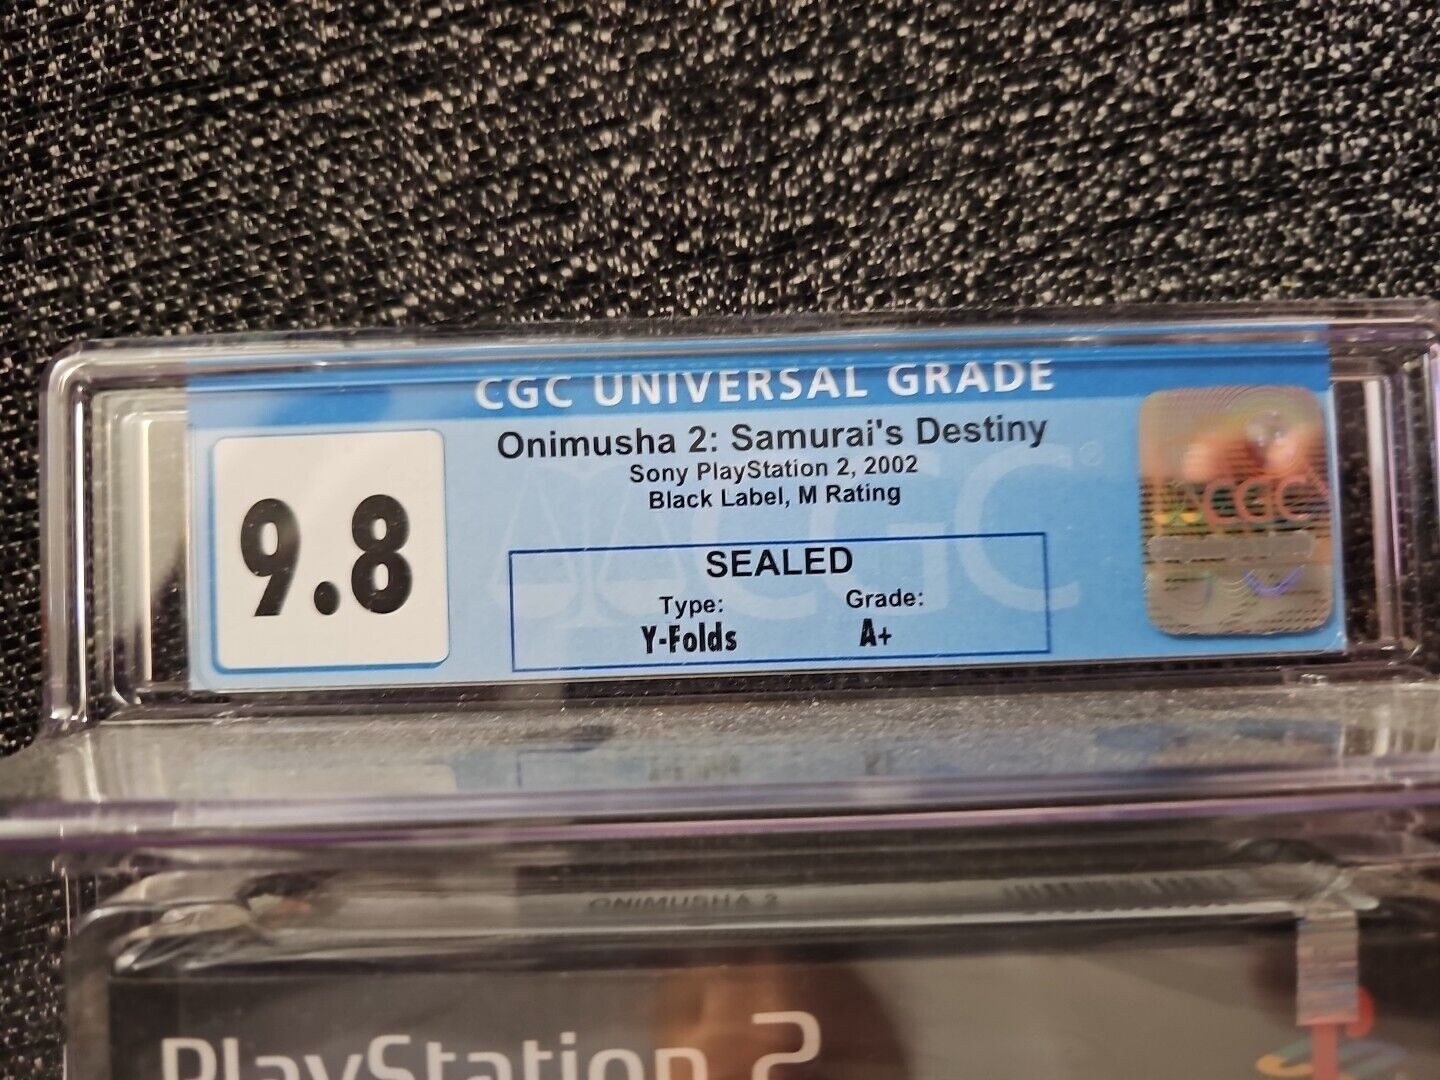 CGC UNIVERSAL GRADE
9.8
Onimusha 2: Samurai's Destiny
Sony PlayStation 2, 2002
Black Label, M Rating
SEALED
Type: Grade:
Y-Folds A+
CGC
ONIMUSHA 2
PlayStation 2